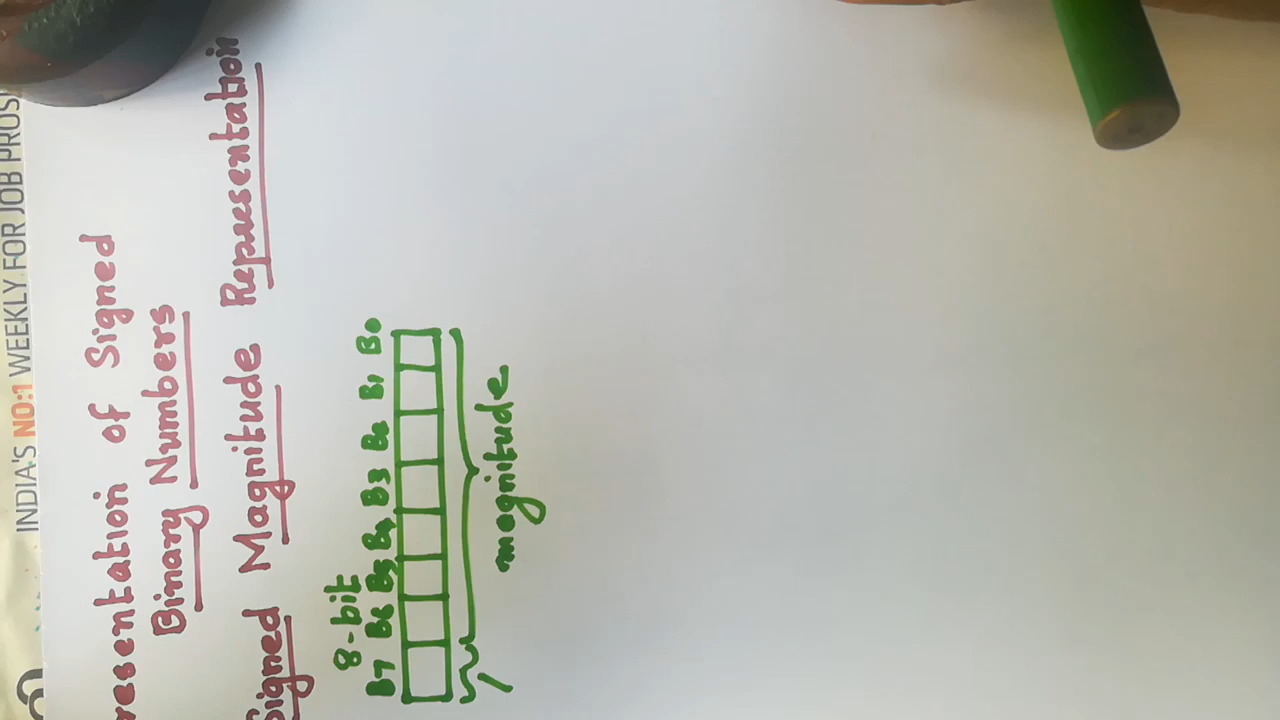 INDIA'S NO:1 WEEKLY FOR JOB PROS
resentation of Signed
Binary Numbers
Signed Magnitude Representation
8-bit
B7 B6 B5 B4 B3 B2 B1 B0
magnitude